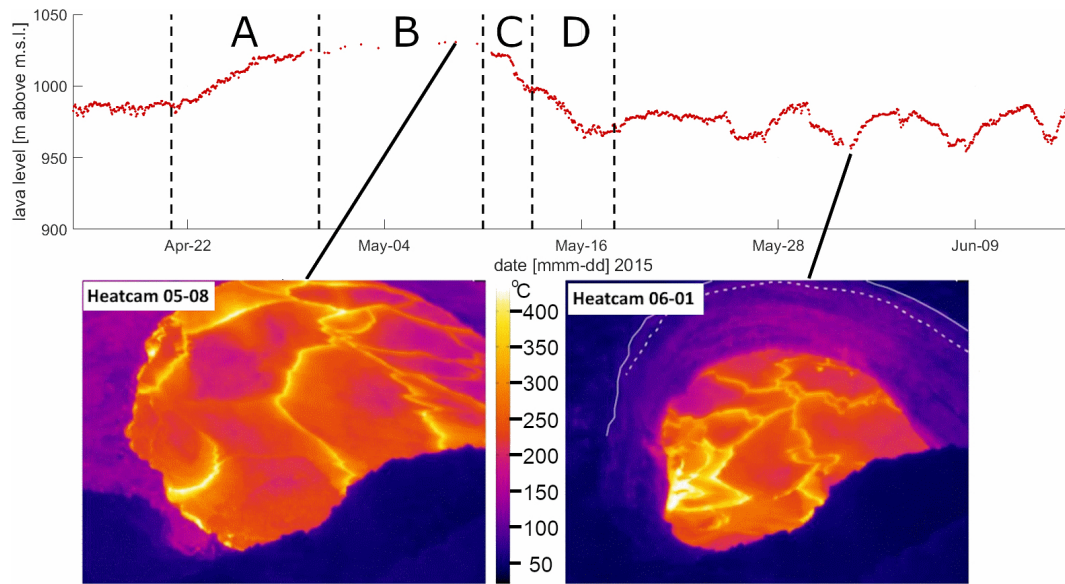 1050
1000
950
900
lava level [m above m.s.l.]
A
B
C
D
Apr-22
May-04
May-16
May-28
Jun-09
date [mmm-dd] 2015
Heatcam 05-08
°C
400
350
300
250
200
150
100
50
Heatcam 06-01